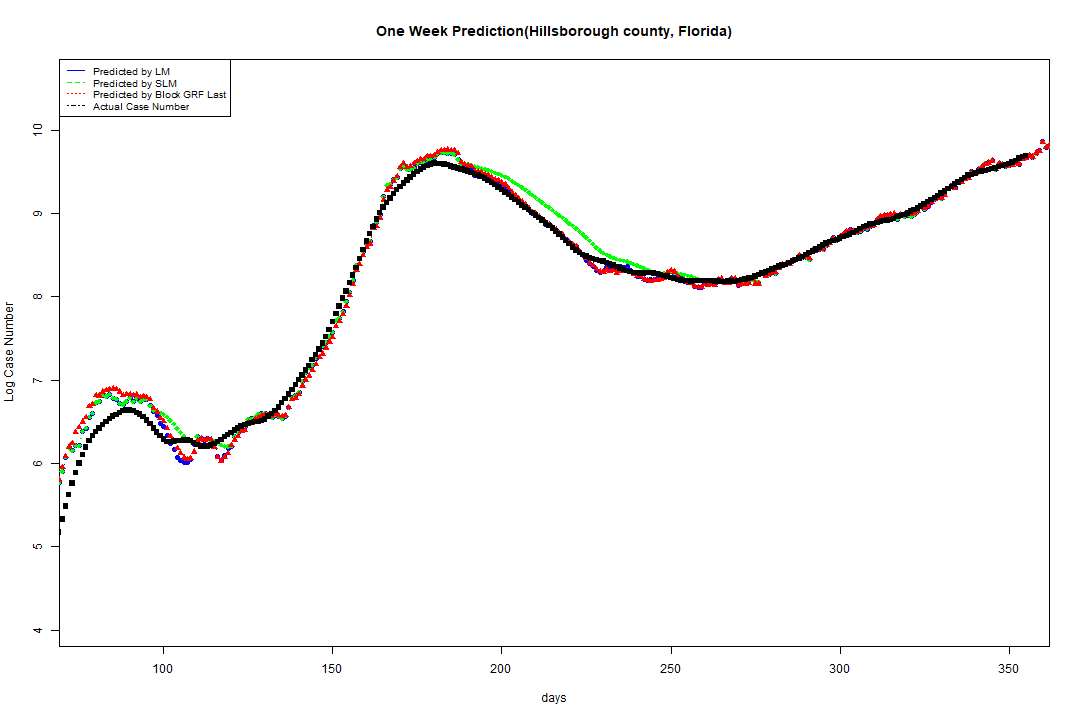 One Week Prediction(Hillsborough county, Florida)
Predicted by LM
Predicted by SLM
Predicted by Block GRF Last
Actual Case Number
Log Case Number
10
9
8
7
6
5
4
100 150 200 250 300 350
days